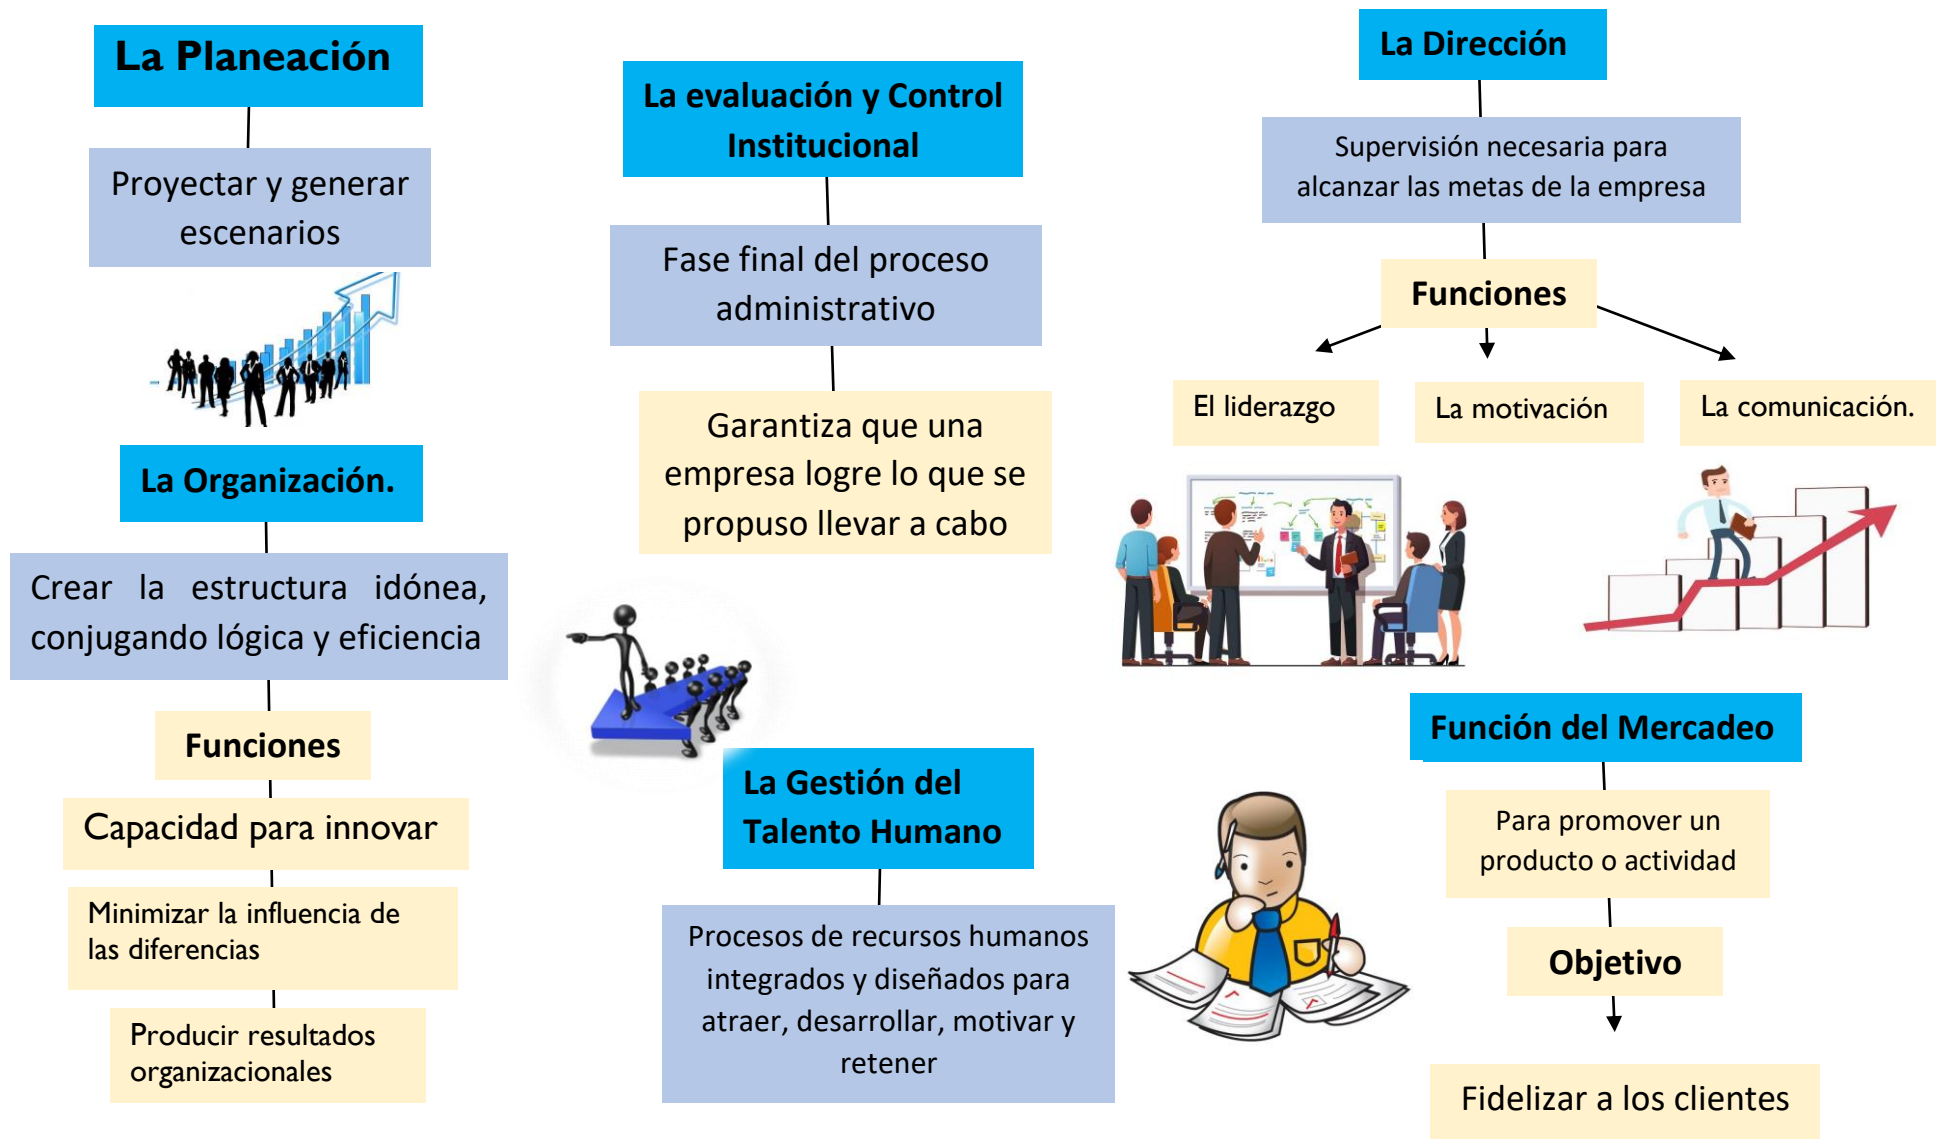 La Planeación
Proyectar y generar
escenarios
La Organización.
Crear la estructura idónea,
conjugando lógica y eficiencia
Funciones
Capacidad para innovar
Minimizar la influencia de
las diferencias
Producir resultados
organizacionales
La evaluación y Control
Institucional
Fase final del proceso
administrativo
Garantiza que una
empresa logre lo que se
propuso llevar a cabo
La Gestión del
Talento Humano
Procesos de recursos humanos
integrados y diseñados para
atraer, desarrollar, motivar y
retener
La Dirección
Supervisión necesaria para
alcanzar las metas de la empresa
Funciones
El liderazgo
La motivación
La comunicación.
Función del Mercadeo
Para promover un
producto o actividad
Objetivo
Fidelizar a los clientes